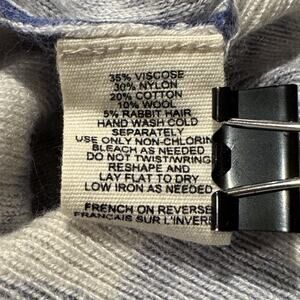 35% VISCOSE
30% NYLON
20% COTTON
10% WOOL
5% RABBIT HAIR
HAND WASH COLD
SEPARATELY
USE ONLY NON-CHLORIN
BLEACH AS NEEDED
DO NOT TWIST/WRING
RESHAPE AND
LAY FLAT TO DRY
LOW IRON AS NEEDED
FRENCH ON REVERSE
FRANCAIS SUR L'INVERS